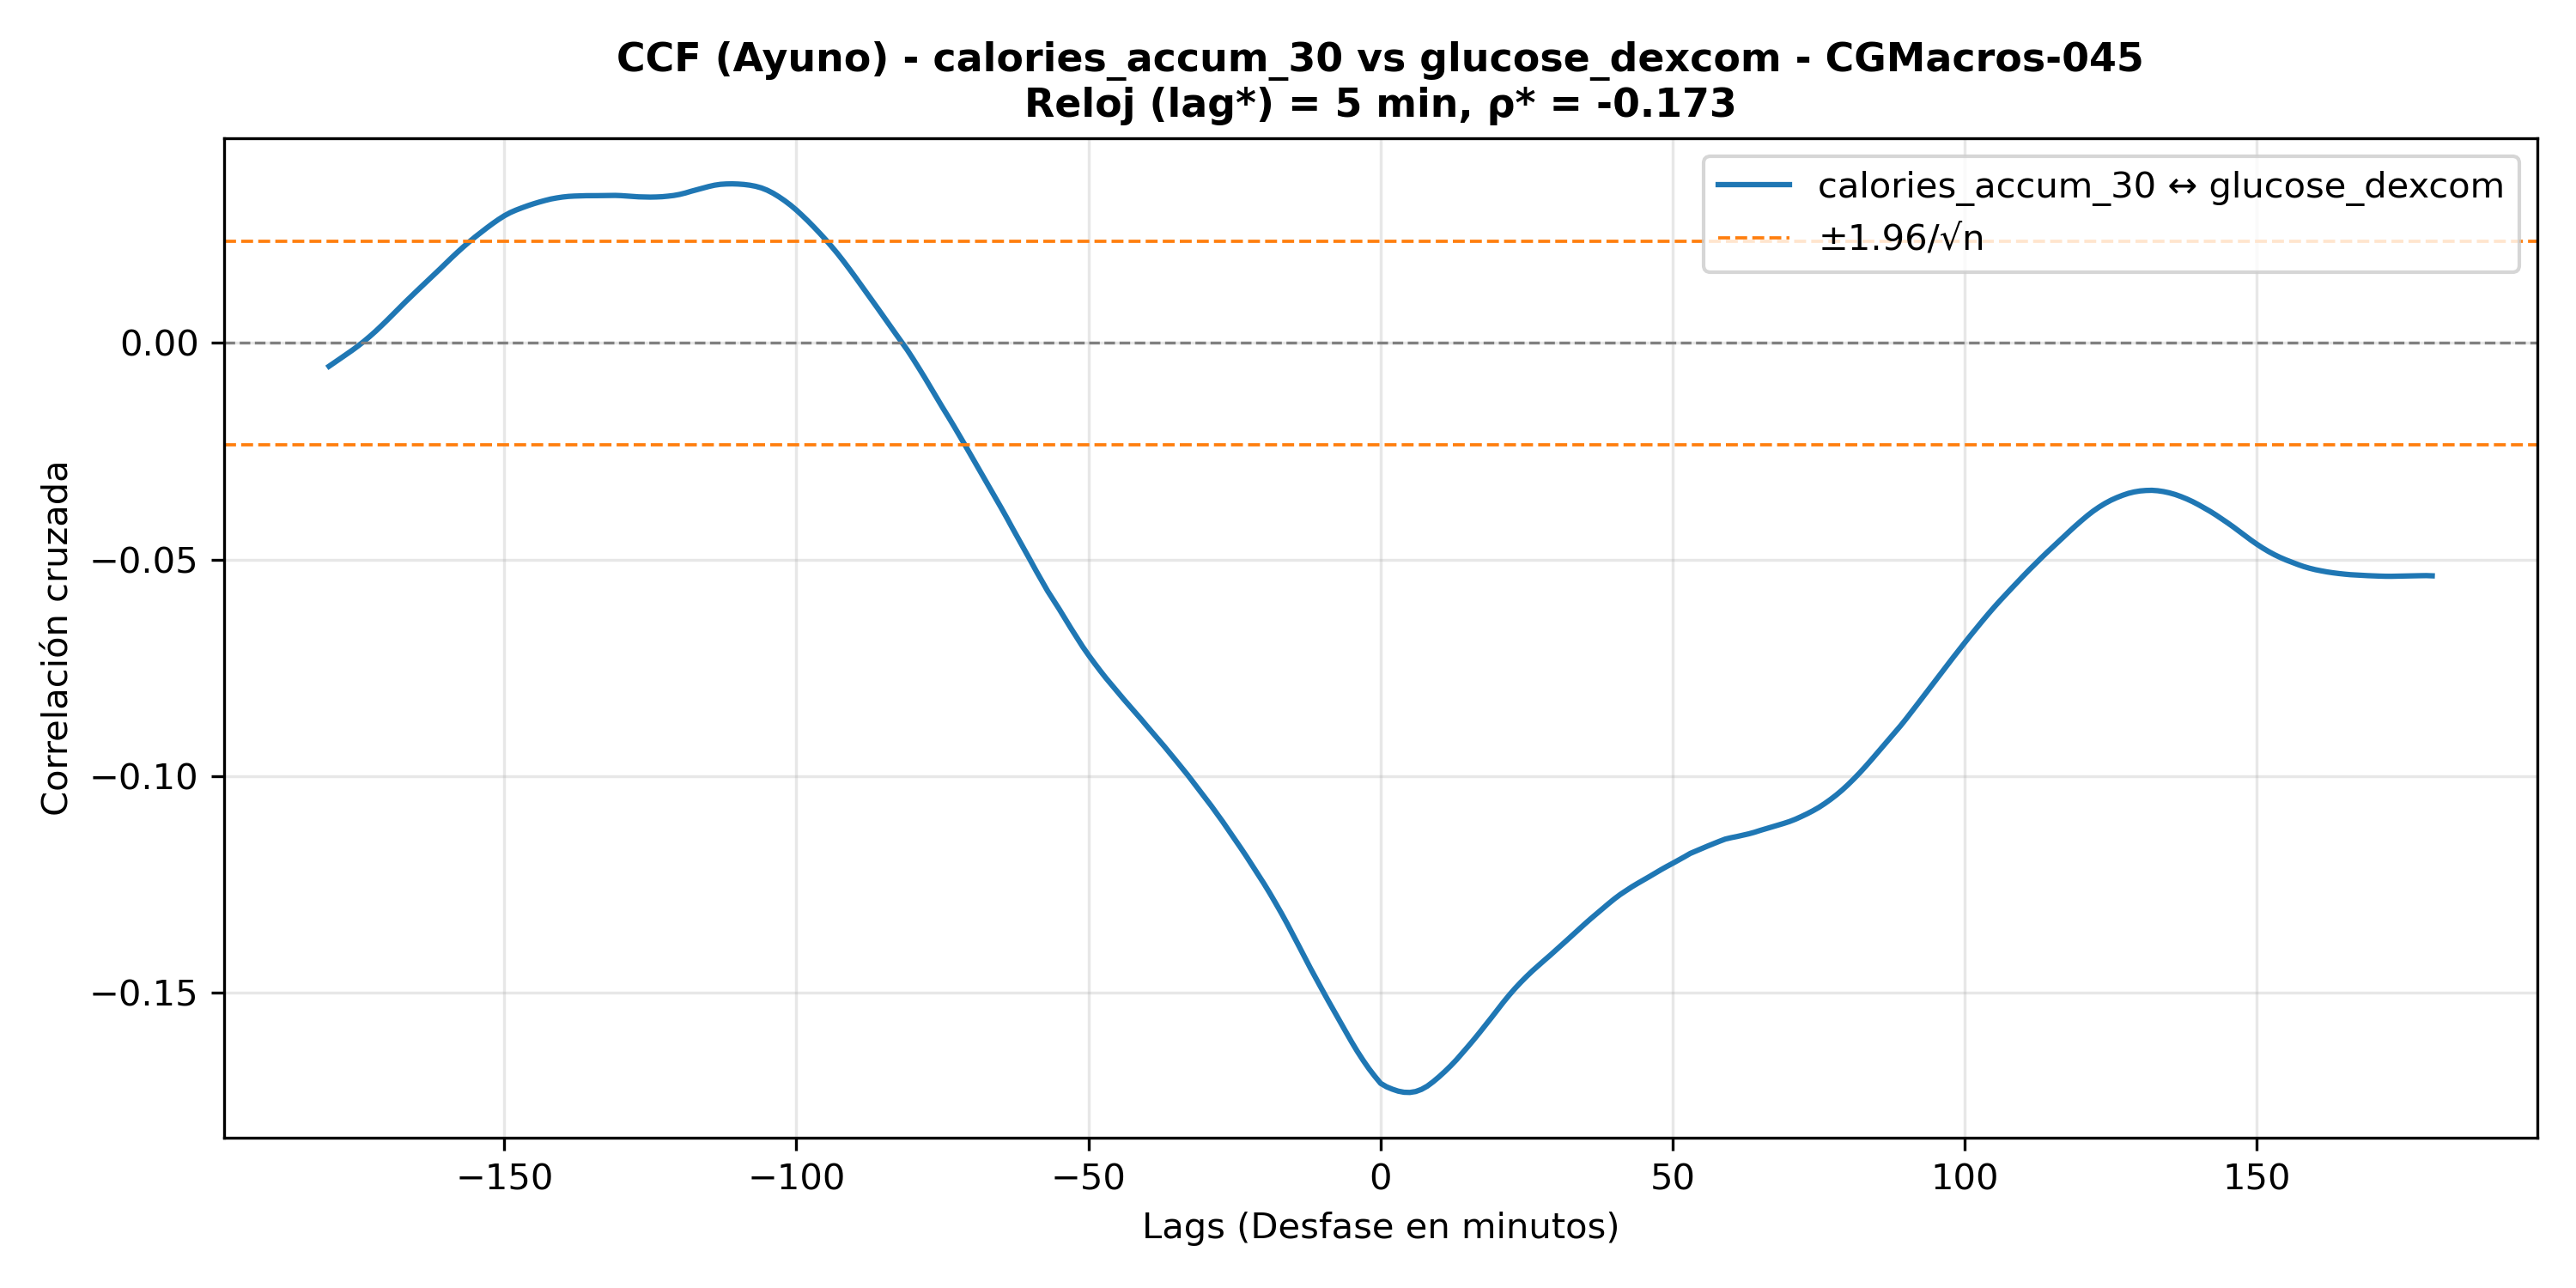 CCF (Ayuno) - calories_accum_30 vs glucose_dexcom - CGMacros-045
Reloj (lag*) = 5 min, ρ* = -0.173
calories_accum_30 ↔ glucose_dexcom
±1.96/√n
Correlación cruzada
0.00
−0.05
−0.10
−0.15
−150
−100
−50
0
50
100
150
Lags (Desfase en minutos)